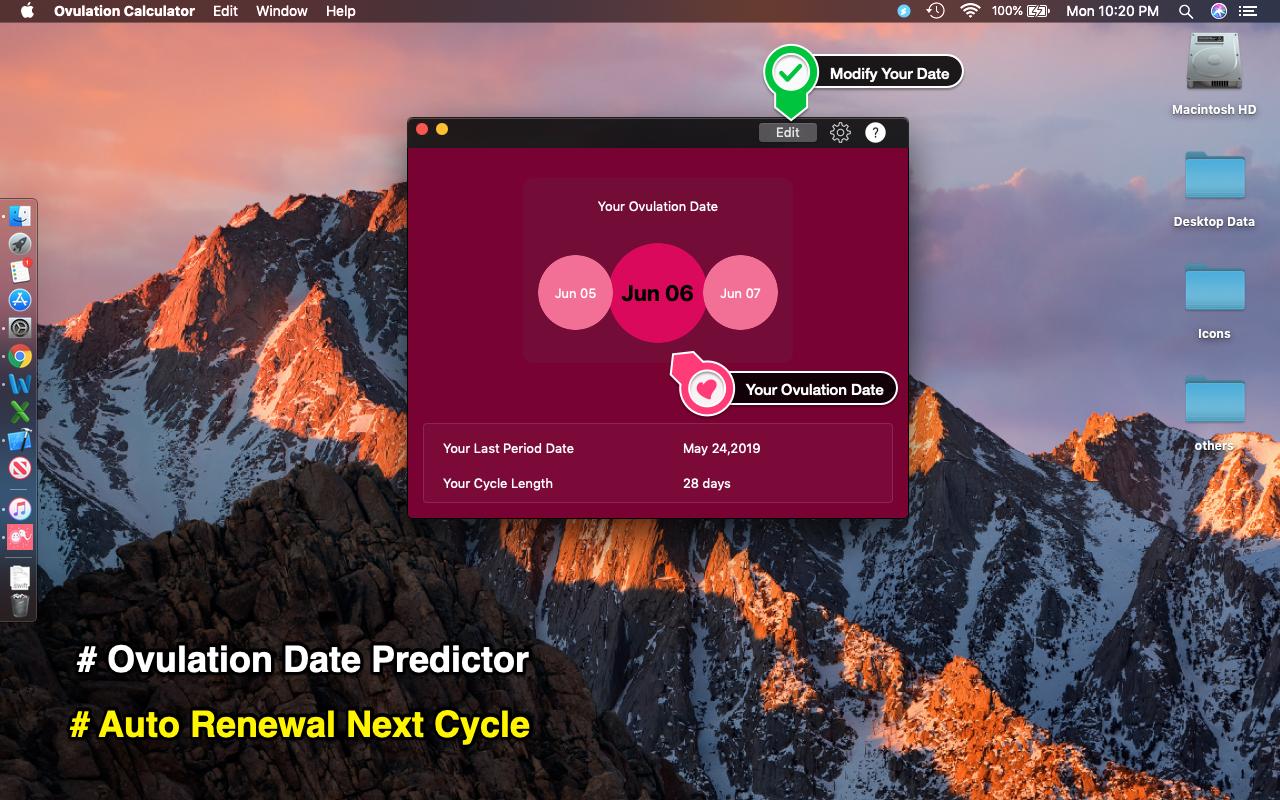 Ovulation Calculator Edit Window Help 100% Mon 10:20 PM
Modify Your Date
Macintosh HD
Edit ?
Your Ovulation Date
Desktop Data
Jun 05 Jun 06 Jun 07
Icons
Your Ovulation Date
others
Your Last Period Date May 24,2019
Your Cycle Length 28 days
# Ovulation Date Predictor
# Auto Renewal Next Cycle